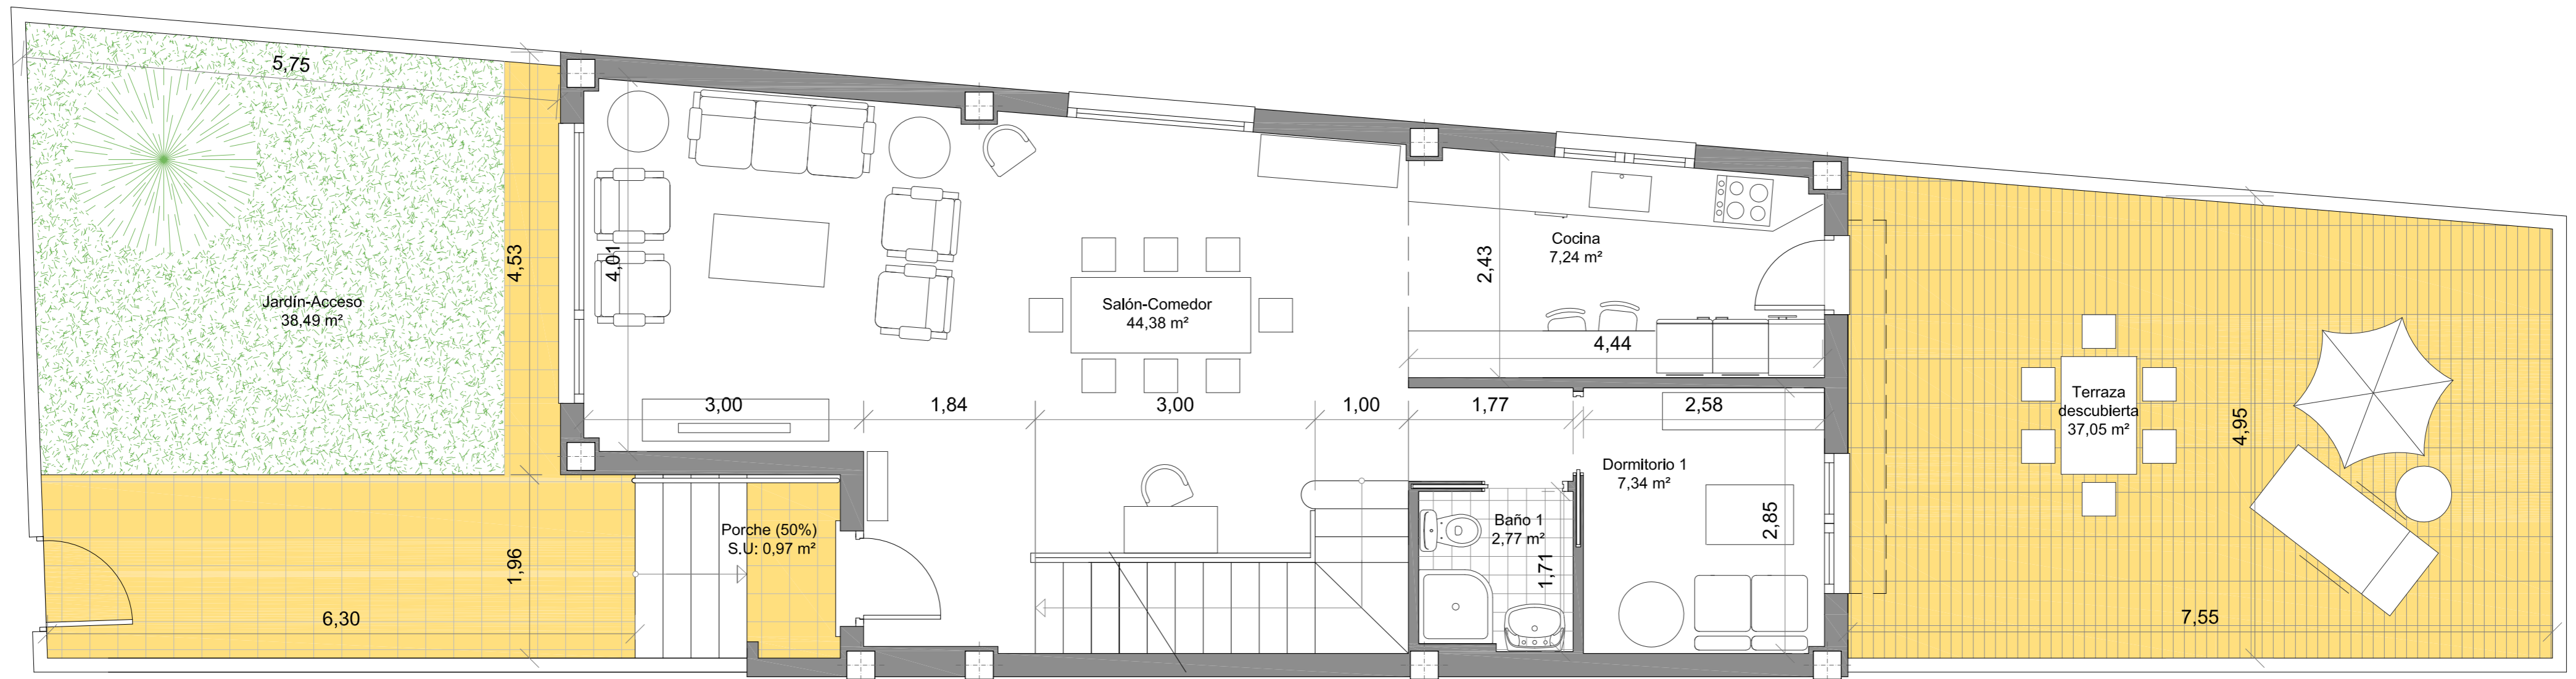 5,75
4,53
Jardín-Acceso
38,49 m²
4,01
Salón-Comedor
44,38 m²
Cocina
7,24 m²
2,43
4,44
3,00
1,84
3,00
1,00
1,77
2,58
Dormitorio 1
7,34 m²
2,85
Baño 1
2,77 m²
1,71
Porche (50%)
S.U: 0,97 m²
1,96
6,30
Terraza
descubierta
37,05 m²
4,95
7,55